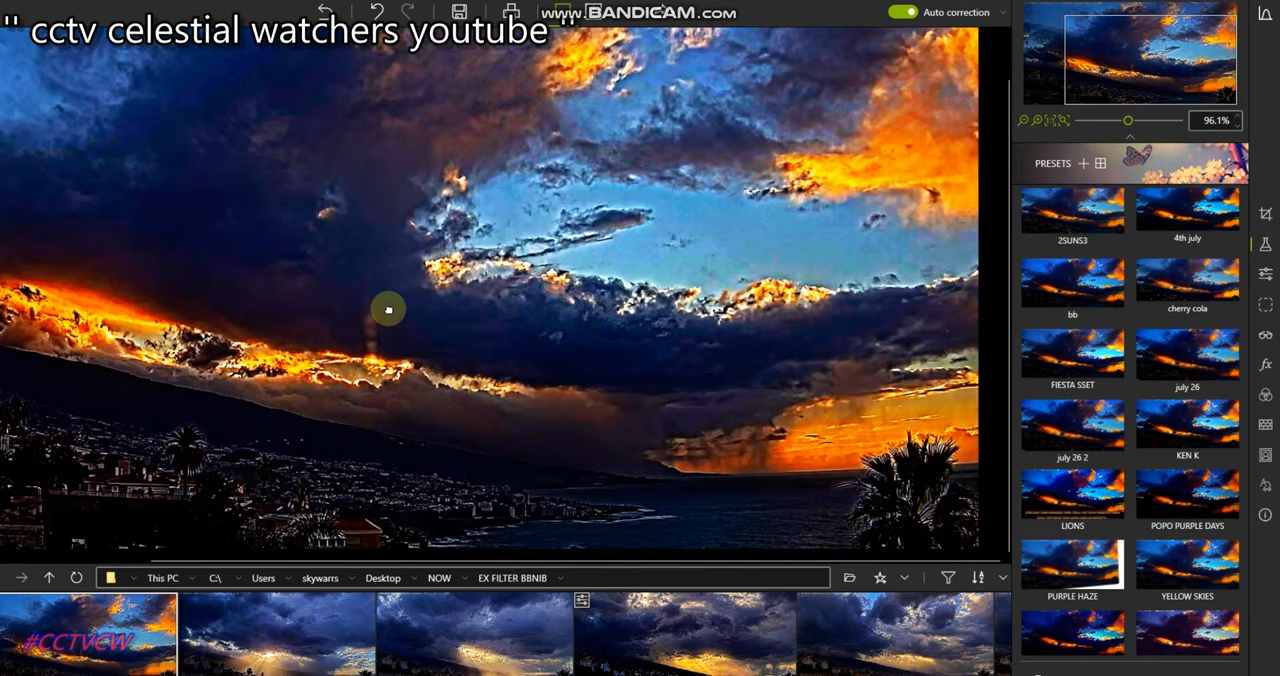 www.BANDICAM.com
Auto correction
" cctv celestial watchers youtube "
96.1%
PRESETS
2SUNS3
4th july
bb
cherry cola
FIESTA SSET
july 26
july 26 2
KEN K
LIONS
POPO PURPLE DAYS
PURPLE HAZE
YELLOW SKIES
This PC
C:\
Users
skywarrs
Desktop
NOW
EX FILTER BBNIB
#CCTVCW
fx